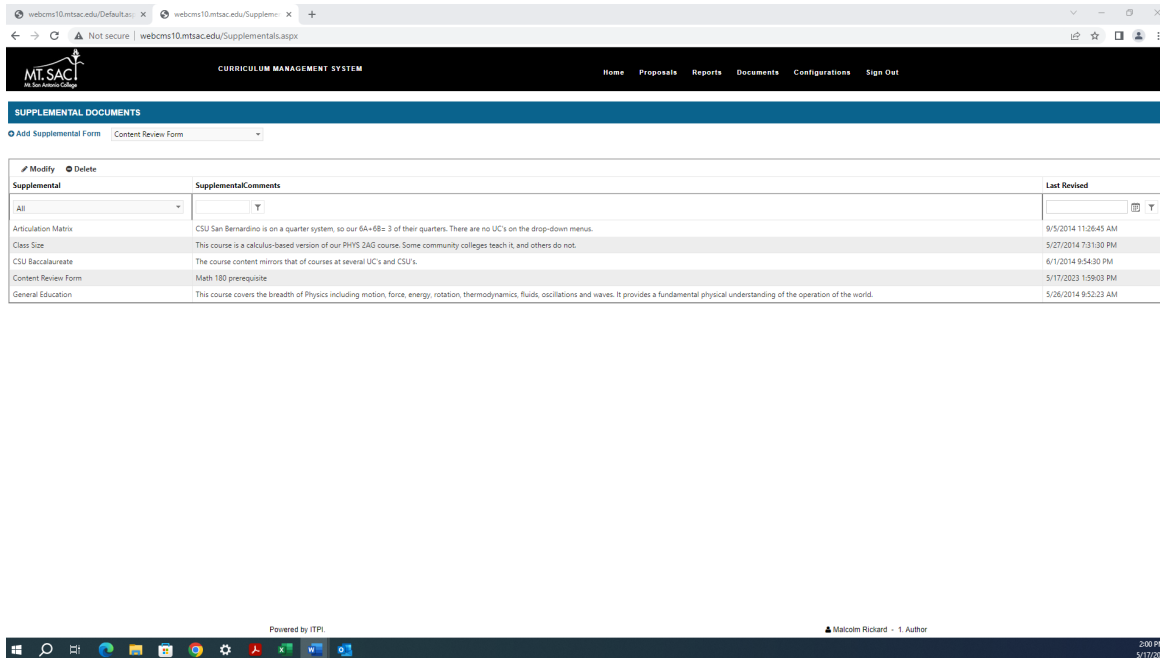 webcms10.mtsac.edu/Default.as
webcms10.mtsac.edu/Suppleme
Not secure | webcms10.mtsac.edu/Supplementals.aspx
MT. SAC
Mt. San Antonio College
CURRICULUM MANAGEMENT SYSTEM
Home Proposals Reports Documents Configurations Sign Out
SUPPLEMENTAL DOCUMENTS
Add Supplemental Form Content Review Form
Modify Delete
Supplemental SupplementalComments Last Revised
All
Articulation Matrix CSU San Bernardino is on a quarter system, so our 6A+6B= 3 of their quarters. There are no UC's on the drop-down menus. 9/5/2014 11:26:45 AM
Class Size This course is a calculus-based version of our PHYS 2AG course. Some community colleges teach it, and others do not. 5/27/2014 7:31:30 PM
CSU Baccalaureate The course content mirrors that of courses at several UC's and CSU's. 6/1/2014 9:54:30 PM
Content Review Form Math 180 prerequisite 5/17/2023 1:59:03 PM
General Education This course covers the breadth of Physics including motion, force, energy, rotation, thermodynamics, fluids, oscillations and waves. It provides a fundamental physical understanding of the operation of the world. 5/26/2014 9:52:23 AM
Powered by ITPI. Malcolm Rickard - 1. Author
2:00 P
5/17/20